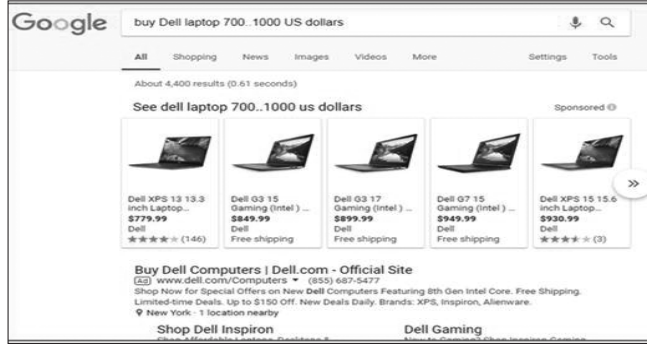 Google
buy Dell laptop 700..1000 US dollars
All Shopping News Images Videos More Settings Tools
About 4,400 results (0.61 seconds)
See dell laptop 700..1000 us dollars Sponsored
Dell XPS 13 13.3 inch Laptop...
$779.99
Dell
(146)
Dell G3 15 Gaming (Intel ) ...
$849.99
Dell
Free shipping
Dell G3 17 Gaming (Intel ) ...
$899.99
Dell
Free shipping
Dell G7 15 Gaming (Intel ) ...
$949.99
Dell
Free shipping
Dell XPS 15 15.6 inch Laptop...
$930.99
Dell
(3)
Buy Dell Computers | Dell.com - Official Site
Ad www.dell.com/Computers (855) 687-5477
Shop Now for Special Offers on New Dell Computers Featuring 8th Gen Intel Core. Free Shipping.
Limited-time Deals. Up to $150 Off. New Deals Daily. Brands: XPS, Inspiron, Alienware.
New York · 1 location nearby
Shop Dell Inspiron Dell Gaming